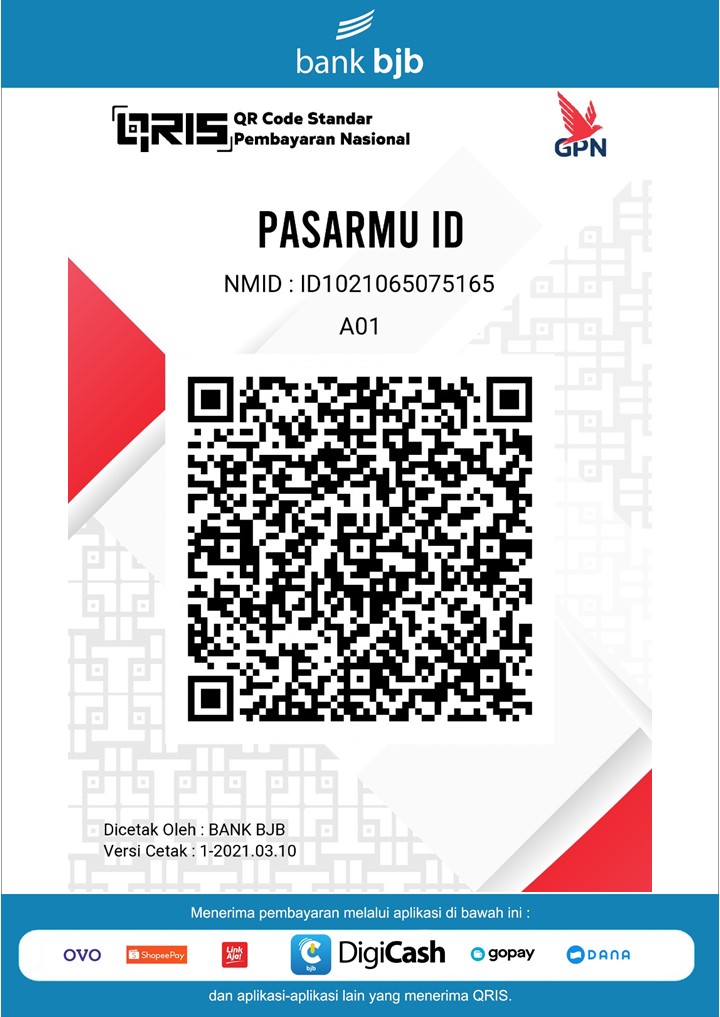 bank bjb
QRIS QR Code Standar
Pembayaran Nasional
GPN
PASARMU ID
NMID : ID1021065075165
A01
Dicetak Oleh : BANK BJB
Versi Cetak : 1-2021.03.10
Menerima pembayaran melalui aplikasi di bawah ini :
OVO ShopeePay Link Aja! bjb DigiCash gopay DANA
dan aplikasi-aplikasi lain yang menerima QRIS.